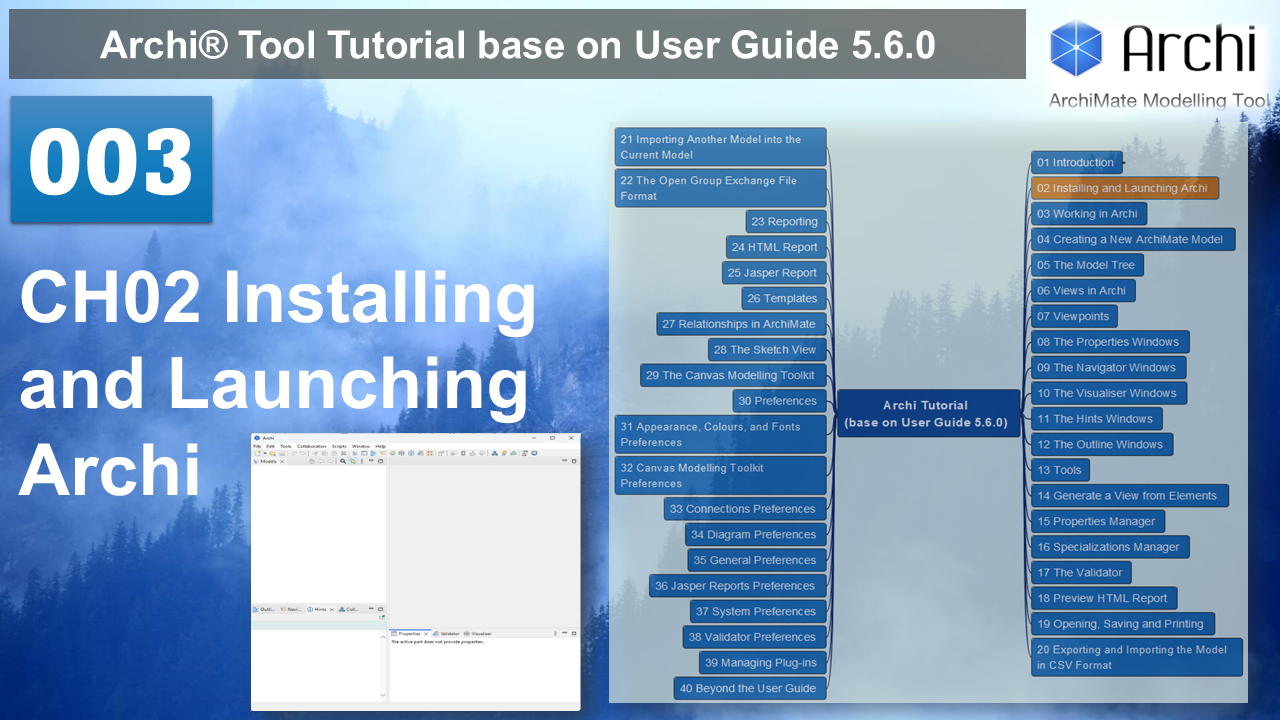 Archi® Tool Tutorial base on User Guide 5.6.0
Archi
ArchiMate Modelling Tool
003
CH02 Installing
and Launching
Archi
21 Importing Another Model into the
Current Model
22 The Open Group Exchange File
Format
23 Reporting
24 HTML Report
25 Jasper Report
26 Templates
27 Relationships in ArchiMate
28 The Sketch View
29 The Canvas Modelling Toolkit
30 Preferences
31 Appearance, Colours, and Fonts
Preferences
32 Canvas Modelling Toolkit
Preferences
33 Connections Preferences
34 Diagram Preferences
35 General Preferences
36 Jasper Reports Preferences
37 System Preferences
38 Validator Preferences
39 Managing Plug-ins
40 Beyond the User Guide
Archi Tutorial
(base on User Guide 5.6.0)
01 Introduction
02 Installing and Launching Archi
03 Working in Archi
04 Creating a New ArchiMate Model
05 The Model Tree
06 Views in Archi
07 Viewpoints
08 The Properties Windows
09 The Navigator Windows
10 The Visualiser Windows
11 The Hints Windows
12 The Outline Windows
13 Tools
14 Generate a View from Elements
15 Properties Manager
16 Specializations Manager
17 The Validator
18 Preview HTML Report
19 Opening, Saving and Printing
20 Exporting and Importing the Model
in CSV Format
Archi
File Edit Tools Collaboration Scripts Window Help
Models
Outli... Navi... Hints Coll...
Properties Validator Visualiser
The active part does not provide properties.